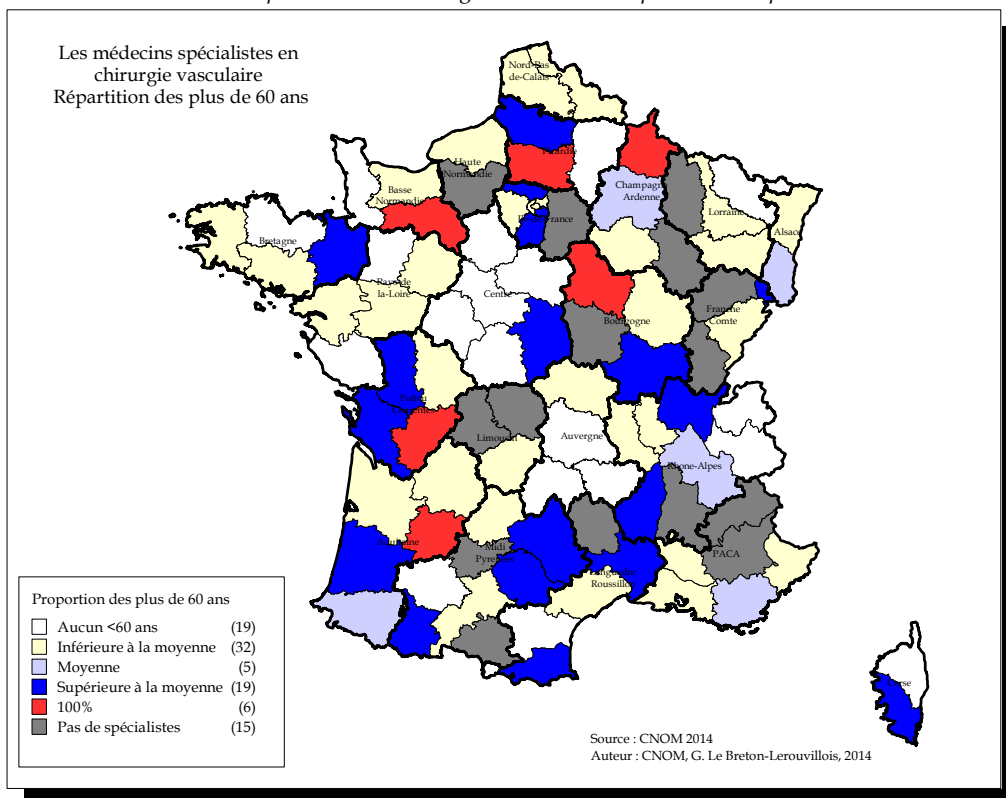 Les médecins spécialistes en
chirurgie vasculaire
Répartition des plus de 60 ans
Nord-Pas
de-Calais
Haute
Normandie
Basse
Normandie
Champagne
Ardenne
Lorraine
Alsace
France
Bretagne
Pays de
la-Loire
Centre
Bourgogne
Franche
Comte
Poitou
Charentes
Limousin
Auvergne
Rhone-Alpes
Aquitaine
Midi
Pyrenees
Languedoc
Roussillon
PACA
Corse
Proportion des plus de 60 ans
Aucun <60 ans (19)
Inférieure à la moyenne (32)
Moyenne (5)
Supérieure à la moyenne (19)
100% (6)
Pas de spécialistes (15)
Source : CNOM 2014
Auteur : CNOM, G. Le Breton-Lerouvillois, 2014